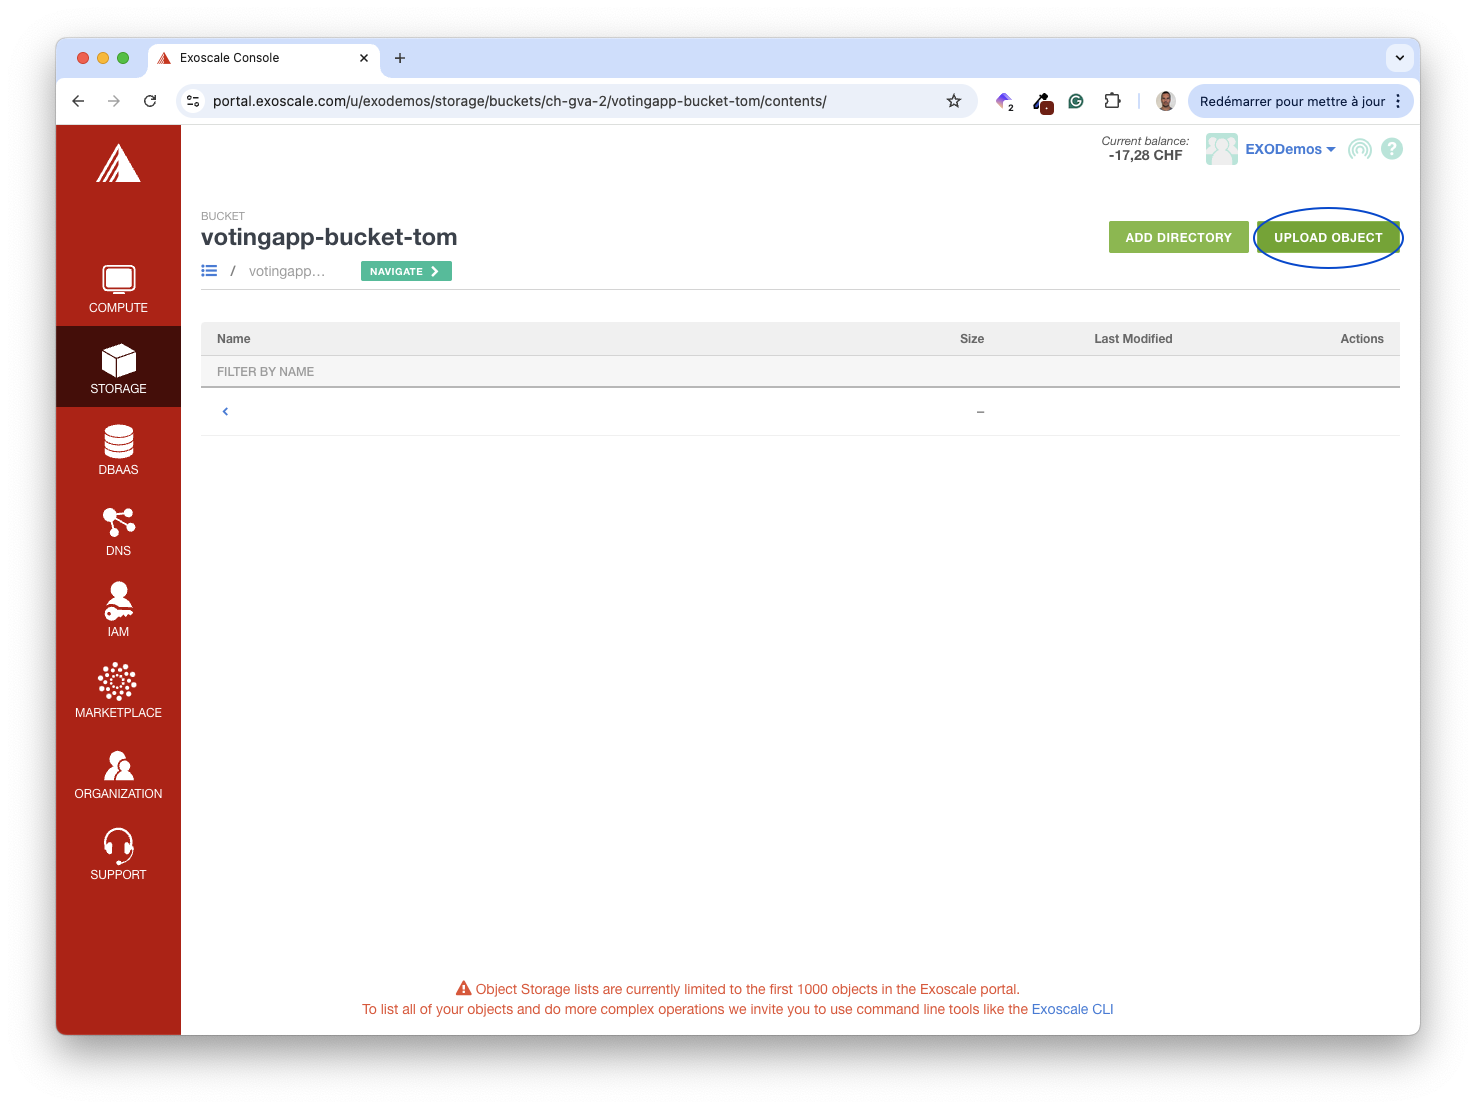 Exoscale Console
portal.exoscale.com/u/exodemos/storage/buckets/ch-gva-2/votingapp-bucket-tom/contents/
2
Redémarrer pour mettre à jour
Current balance:
-17,28 CHF
EXODemos
?
BUCKET
votingapp-bucket-tom
ADD DIRECTORY
UPLOAD OBJECT
/ votingapp...
NAVIGATE
COMPUTE
STORAGE
DBAAS
DNS
IAM
MARKETPLACE
ORGANIZATION
SUPPORT
Name Size Last Modified Actions
FILTER BY NAME
–
Object Storage lists are currently limited to the first 1000 objects in the Exoscale portal.
To list all of your objects and do more complex operations we invite you to use command line tools like the Exoscale CLI